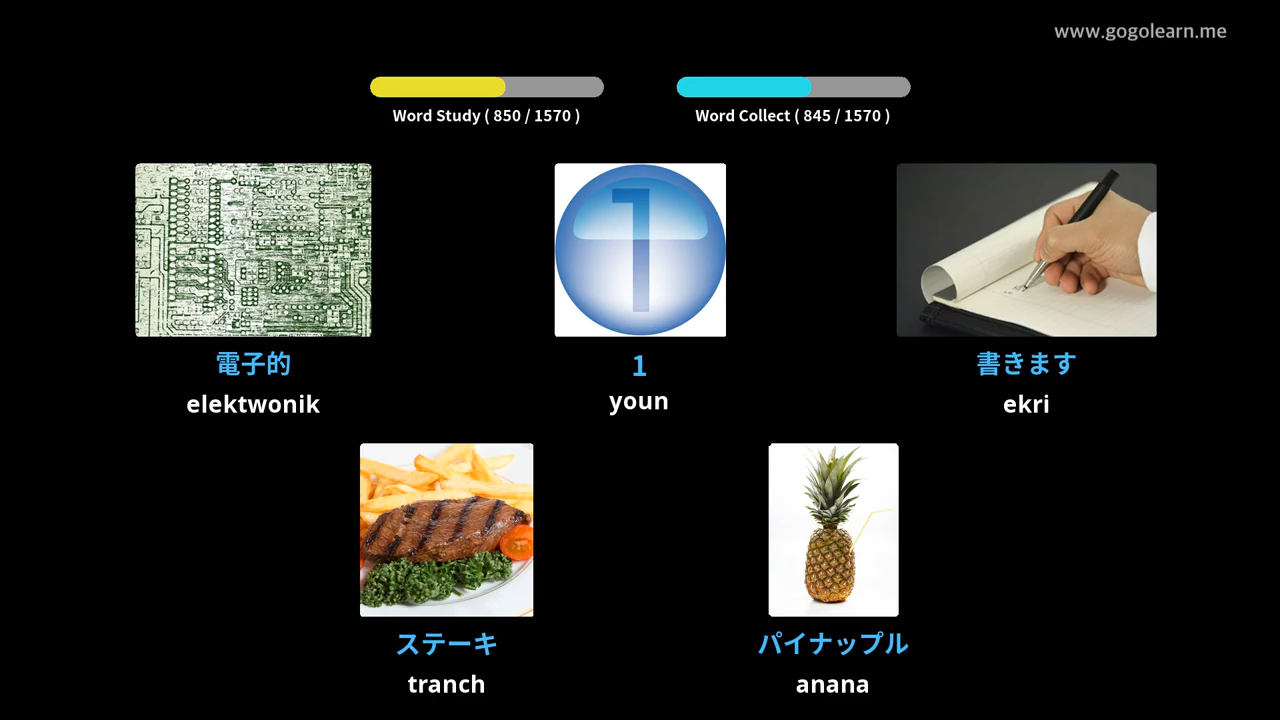 www.gogolearn.me
Word Study ( 850 / 1570 )
Word Collect ( 845 / 1570 )
1
電子的
1
書きます
elektwonik
youn
ekri
ステーキ
パイナップル
tranch
anana